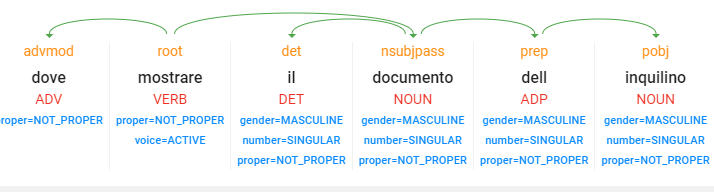 advmod root det nsubjpass prep pobj
dove mostrare il documento dell inquilino
ADV VERB DET NOUN ADP NOUN
roper=NOT_PROPER proper=NOT_PROPER gender=MASCULINE gender=MASCULINE gender=MASCULINE gender=MASCULINE
voice=ACTIVE number=SINGULAR number=SINGULAR number=SINGULAR number=SINGULAR
proper=NOT_PROPER proper=NOT_PROPER proper=NOT_PROPER proper=NOT_PROPER